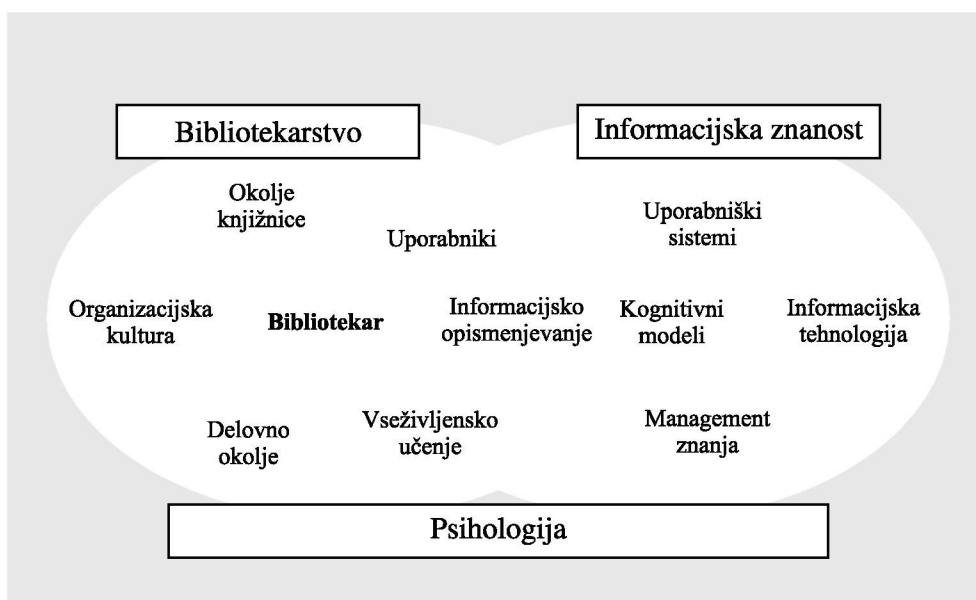 Bibliotekarstvo
Informacijska znanost
Okolje
knjižnice
Uporabniki
Uporabniški
sistemi
Organizacijska
kultura
Bibliotekar
Informacijsko
opismenjevanje
Kognitivni
modeli
Informacijska
tehnologija
Delovno
okolje
Vseživljensko
učenje
Management
znanja
Psihologija